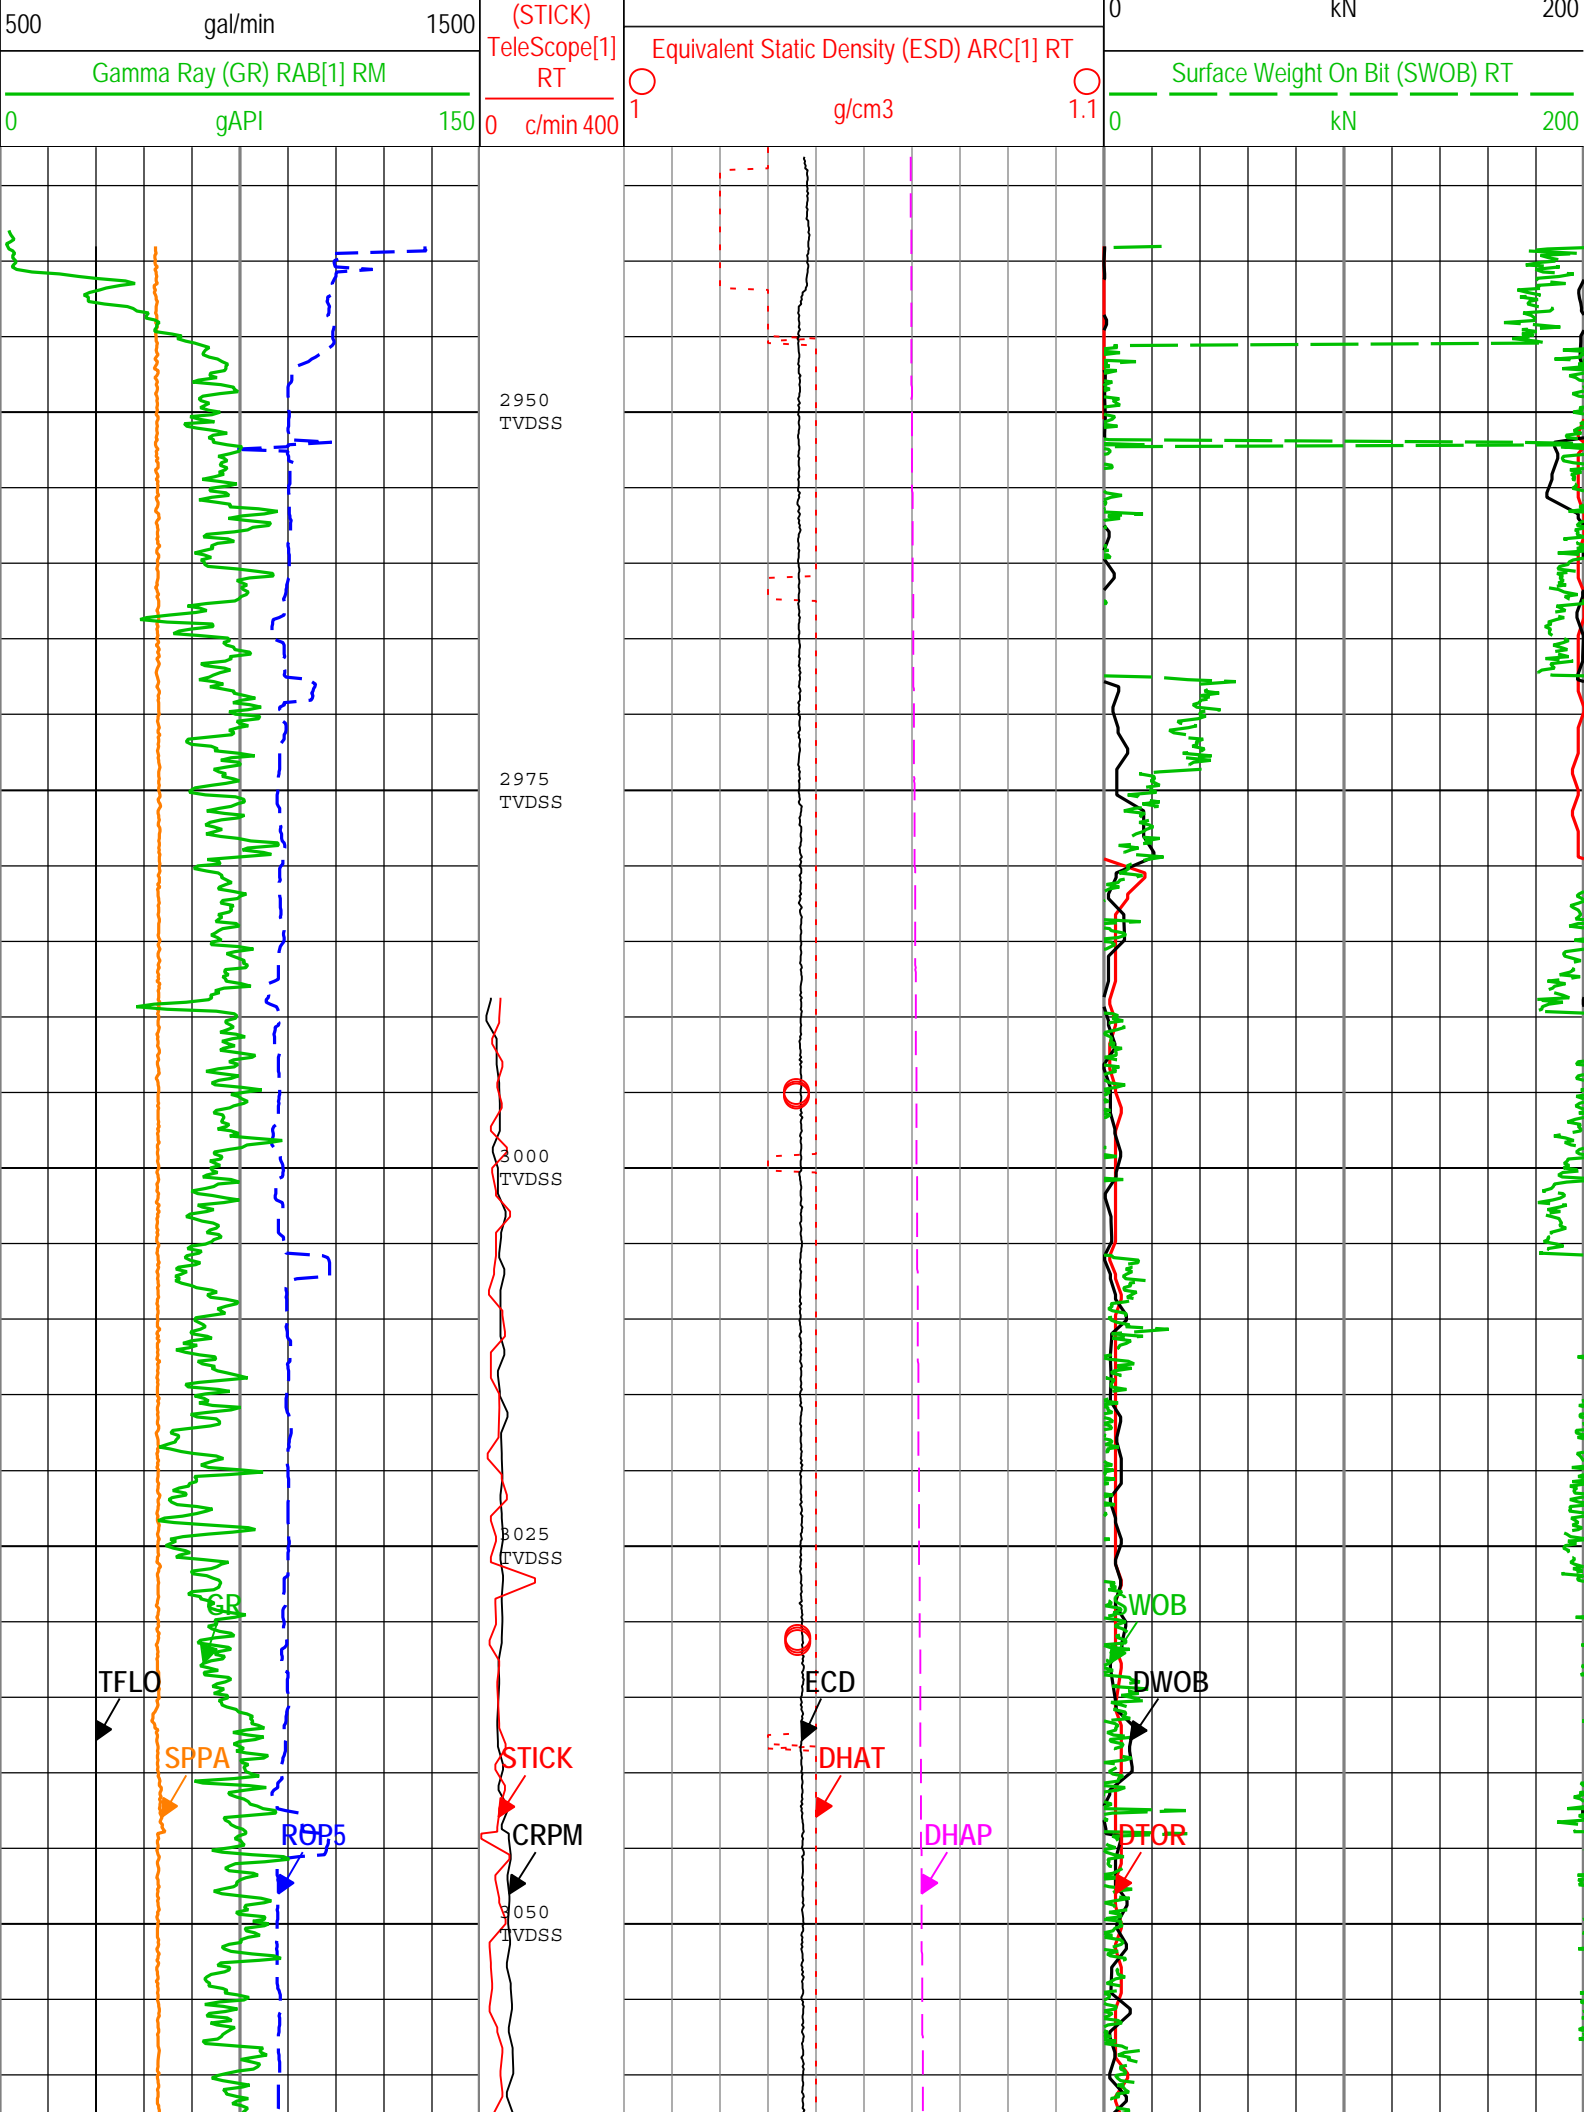 500 gal/min 1500
Gamma Ray (GR) RAB[1] RM
0 gAPI 150
(STICK)
TeleScope[1]
RT
0 c/min 400
Equivalent Static Density (ESD) ARC[1] RT
1 g/cm3 1.1
0 kN 200
Surface Weight On Bit (SWOB) RT
0 kN 200
2950
TVDSS
2975
TVDSS
3000
TVDSS
3025
TVDSS
GR
SWOB
TFLO
ECD
DWOB
SPPA
STICK
DHAT
ROP5
CRPM
DHAP
DTOR
3050
TVDSS